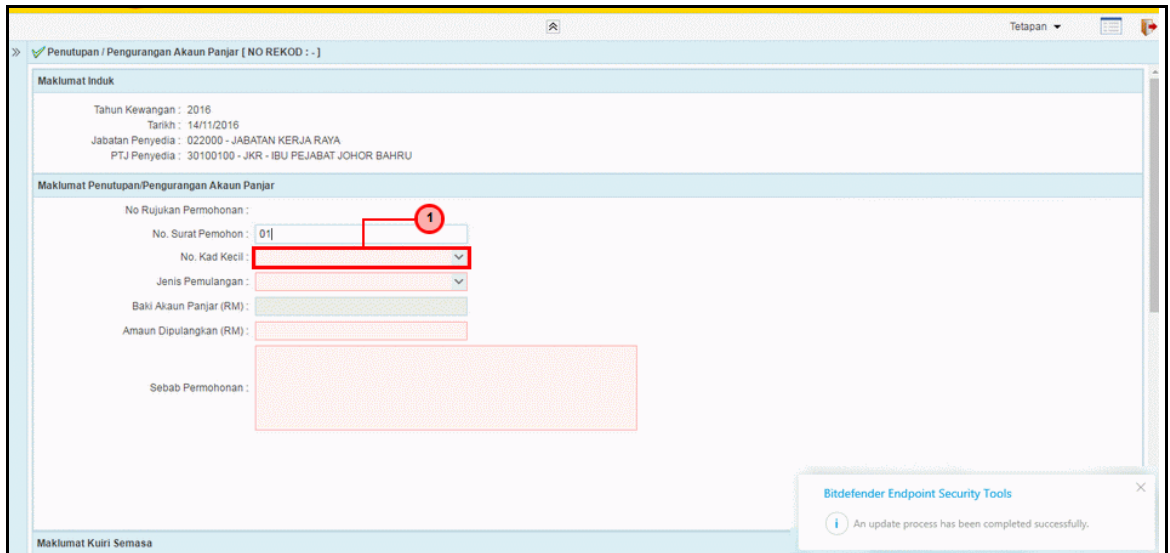 Tetapan
Penutupan / Pengurangan Akaun Panjar [ NO REKOD : - ]
Maklumat Induk
Tahun Kewangan : 2016
Tarikh : 14/11/2016
Jabatan Penyedia : 022000 - JABATAN KERJA RAYA
PTJ Penyedia : 30100100 - JKR - IBU PEJABAT JOHOR BAHRU
Maklumat Penutupan/Pengurangan Akaun Panjar
No Rujukan Permohonan :
1
No. Surat Pemohon : 01
No. Kad Kecil :
Jenis Pemulangan :
Baki Akaun Panjar (RM) :
Amaun Dipulangkan (RM) :
Sebab Permohonan :
Bitdefender Endpoint Security Tools
An update process has been completed successfully.
Maklumat Kuiri Semasa